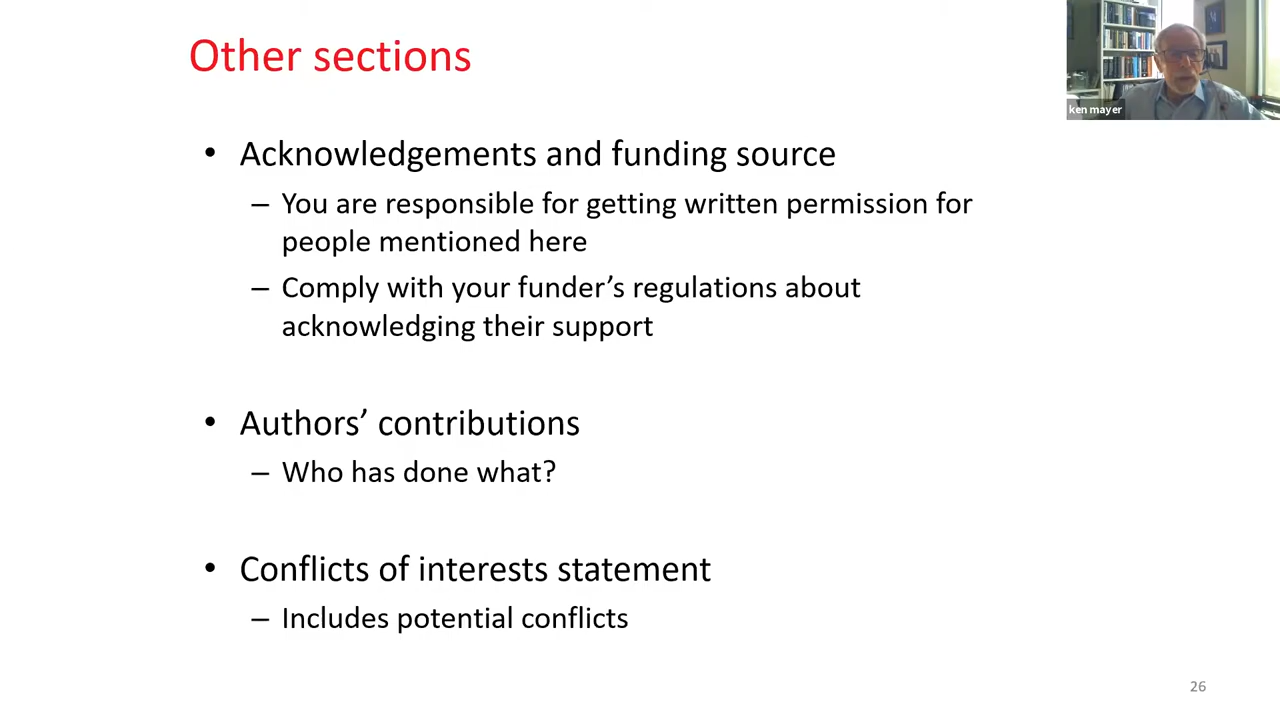 Other sections
ken mayer
• Acknowledgements and funding source
– You are responsible for getting written permission for
people mentioned here
– Comply with your funder’s regulations about
acknowledging their support
• Authors’ contributions
– Who has done what?
• Conflicts of interests statement
– Includes potential conflicts
26